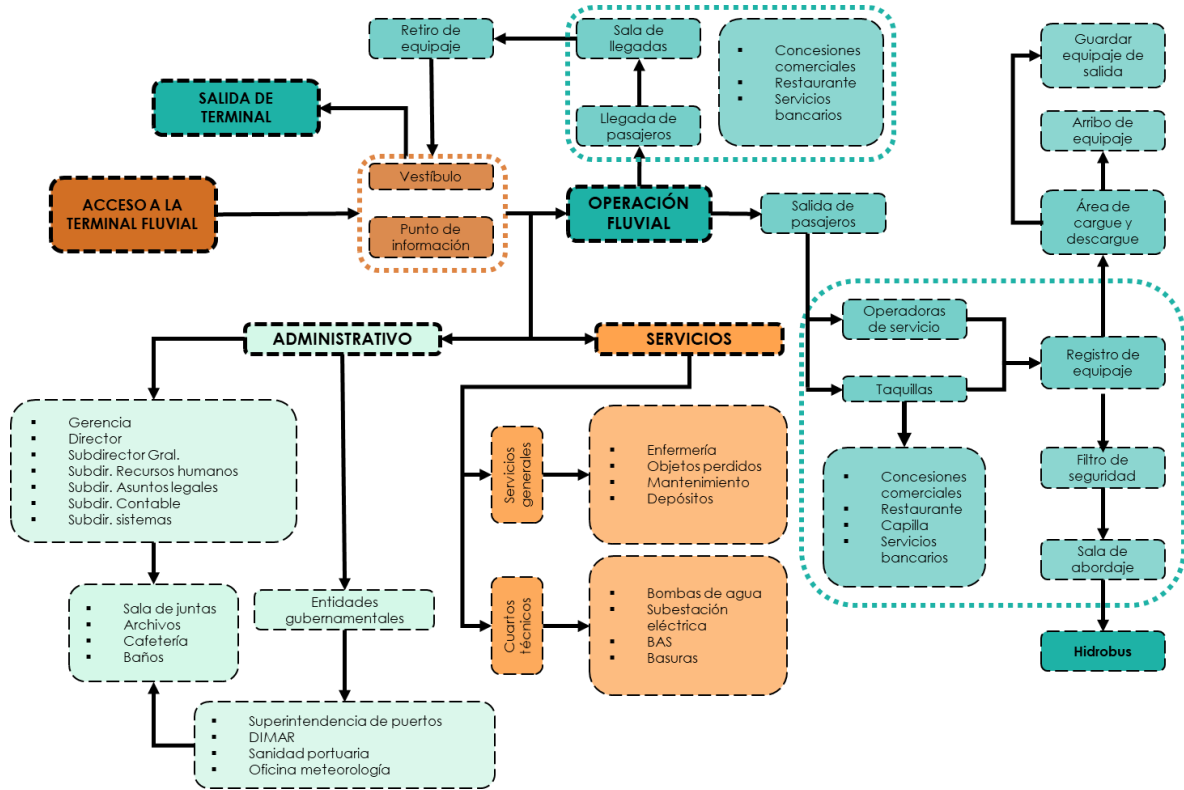 Retiro de
equipaje
Sala de
llegadas
▪ Concesiones
comerciales
▪ Restaurante
▪ Servicios
bancarios
Guardar
equipaje de
salida
SALIDA DE
TERMINAL
Llegada de
pasajeros
Arribo de
equipaje
ACCESO A LA
TERMINAL FLUVIAL
Vestíbulo
Punto de
información
OPERACIÓN
FLUVIAL
Salida de
pasajeros
Área de
cargue y
descargue
Operadoras
de servicio
Taquillas
Registro de
equipaje
ADMINISTRATIVO
SERVICIOS
▪ Gerencia
▪ Director
▪ Subdirector Gral.
▪ Subdir. Recursos humanos
▪ Subdir. Asuntos legales
▪ Subdir. Contable
▪ Subdir. sistemas
Servicios
generales
▪ Enfermería
▪ Objetos perdidos
▪ Mantenimiento
▪ Depósitos
▪ Concesiones
comerciales
▪ Restaurante
▪ Capilla
▪ Servicios
bancarios
Filtro de
seguridad
Sala de
abordaje
▪ Sala de juntas
▪ Archivos
▪ Cafetería
▪ Baños
Entidades
gubernamentales
Cuartos
técnicos
▪ Bombas de agua
▪ Subestación
eléctrica
▪ BAS
▪ Basuras
Hidrobus
▪ Superintendencia de puertos
▪ DIMAR
▪ Sanidad portuaria
▪ Oficina meteorología